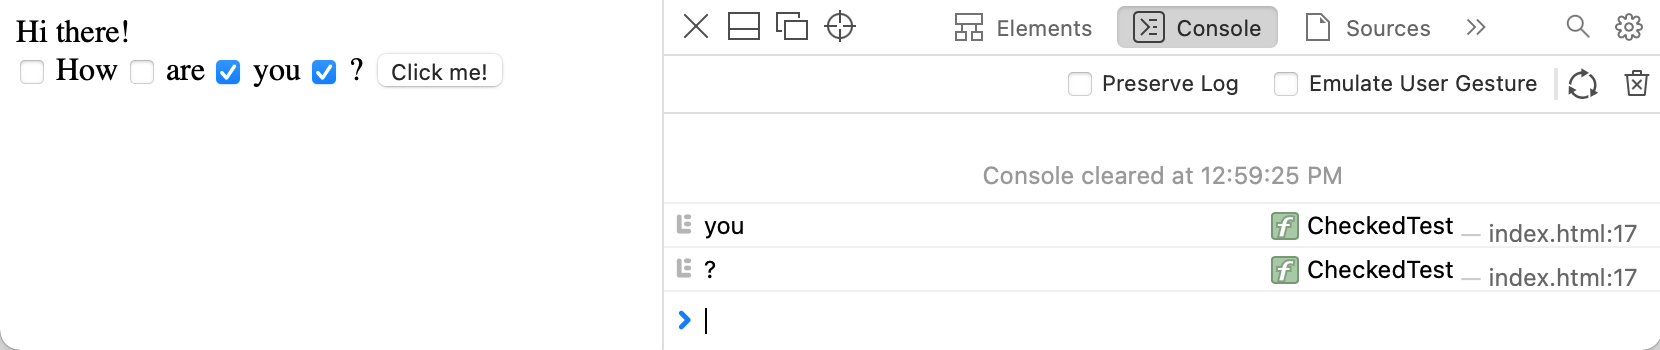 Hi there!
How are you ? Click me!
Elements Console Sources
Preserve Log Emulate User Gesture
Console cleared at 12:59:25 PM
you f CheckedTest — index.html:17
? f CheckedTest — index.html:17